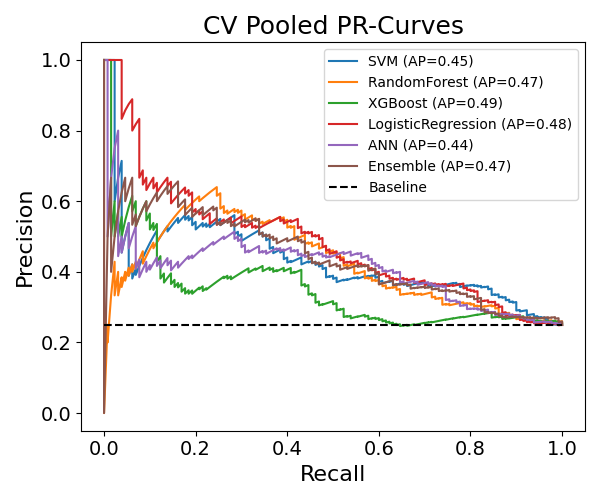 CV Pooled PR-Curves
SVM (AP=0.45)
RandomForest (AP=0.47)
XGBoost (AP=0.49)
LogisticRegression (AP=0.48)
ANN (AP=0.44)
Ensemble (AP=0.47)
Baseline
Precision
1.0
0.8
0.6
0.4
0.2
0.0
0.0 0.2 0.4 0.6 0.8 1.0
Recall